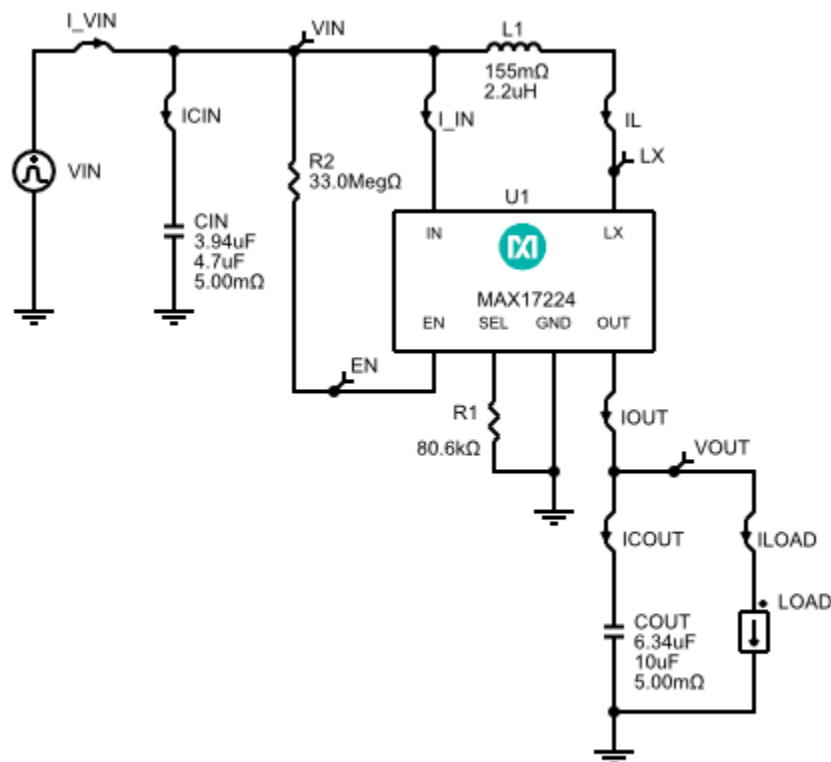 I_VIN
VIN
L1
155mΩ
2.2uH
ICIN
I_IN
IL
LX
VIN
R2
33.0MegΩ
U1
CIN
3.94uF
4.7uF
5.00mΩ
IN
LX
MAX17224
EN
SEL
GND
OUT
EN
R1
80.6kΩ
IOUT
VOUT
ICOUT
ILOAD
LOAD
COUT
6.34uF
10uF
5.00mΩ